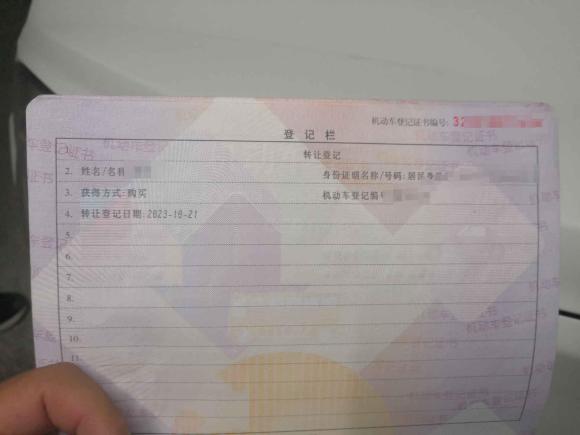 机动车登记证书编号: 32
登记栏
1. 转让登记
2. 姓名/名称 身份证明名称/号码: 居民身份
3. 获得方式: 购买 机动车登记编
4. 转让登记日期: 2023-10-21
5.
6.
7.
8.
9.
10.
11.